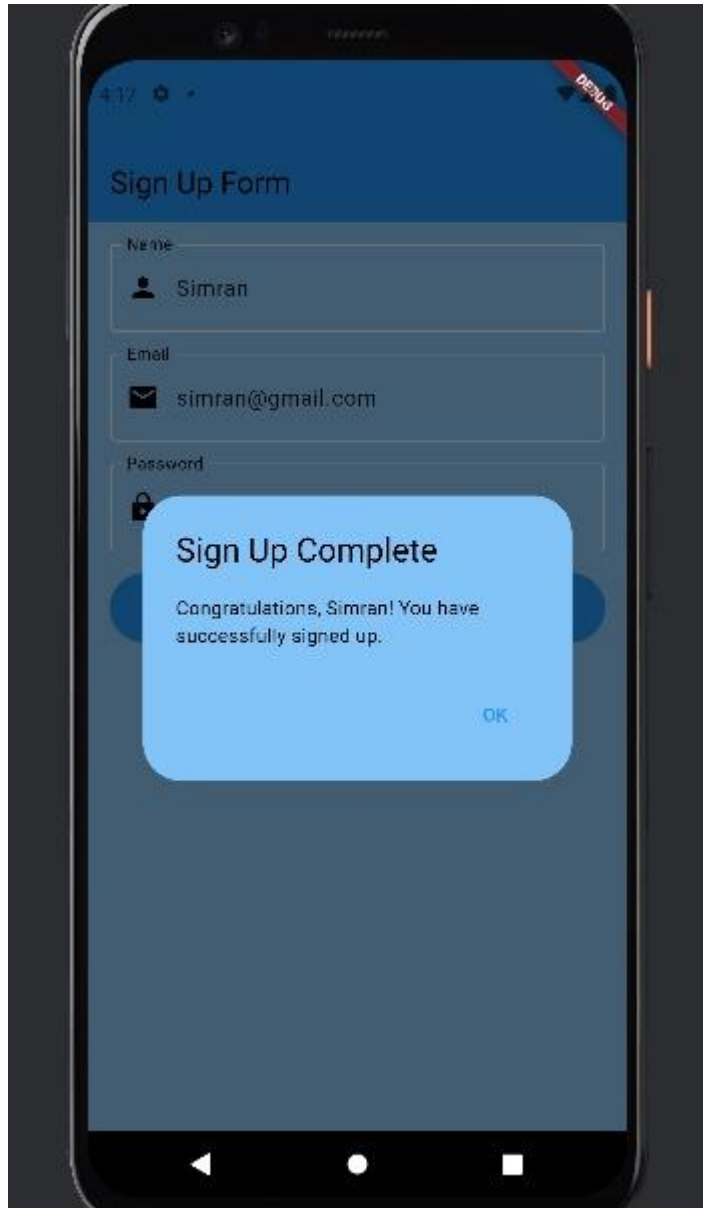 4:17
DEBUG
Sign Up Form
Name
Simran
Email
simran@gmail.com
Password
Sign Up Complete
Congratulations, Simran! You have
successfully signed up.
OK